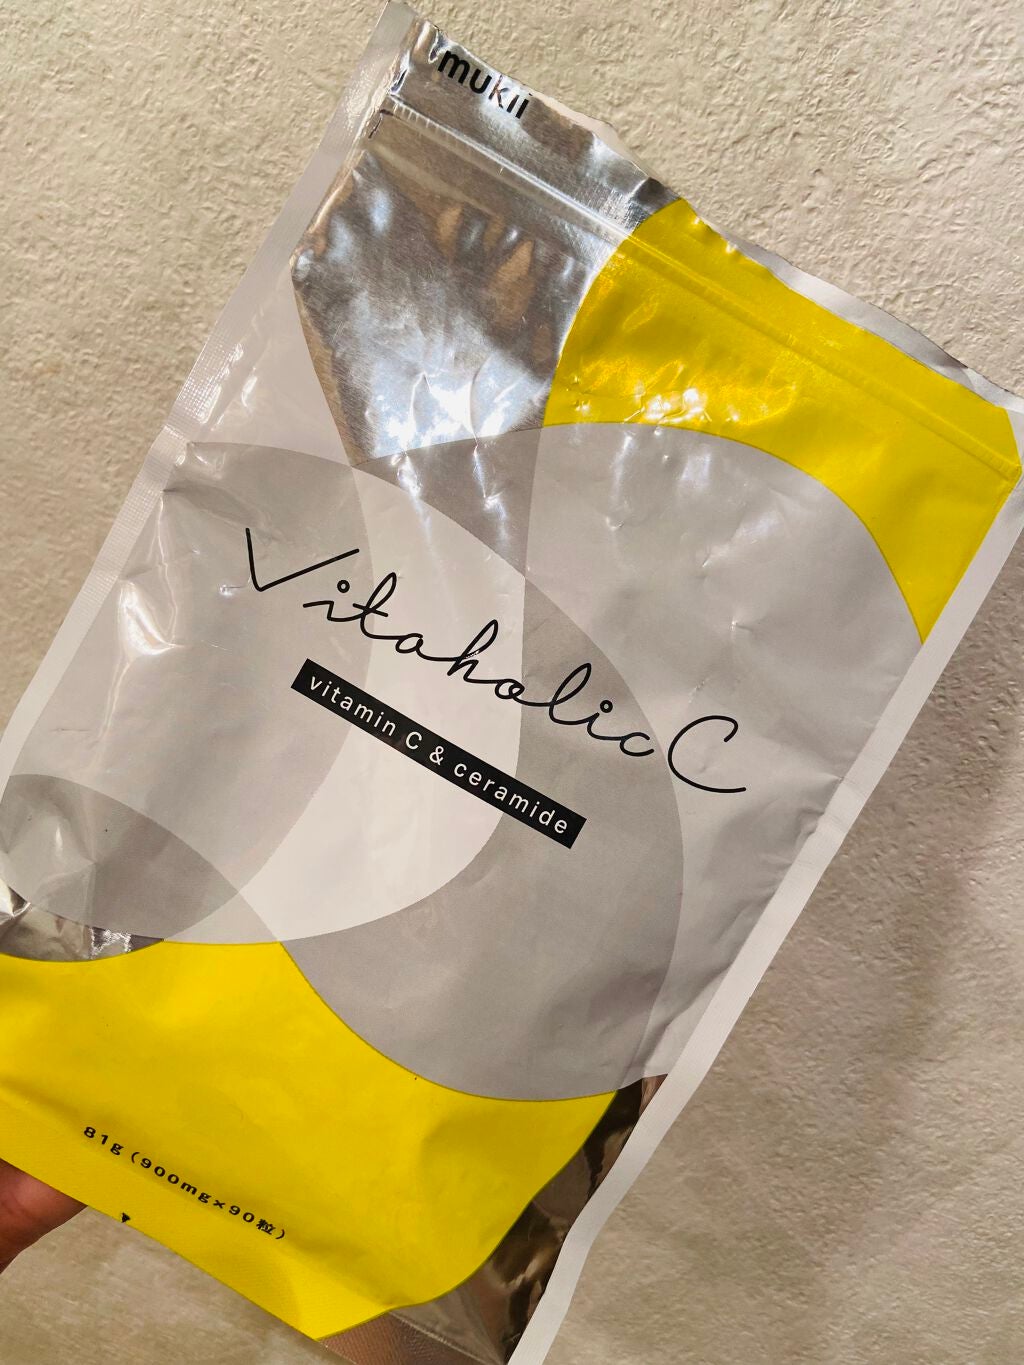 mukii
VitaholicC
vitamin C & ceramide
81g（900mg×90粒）